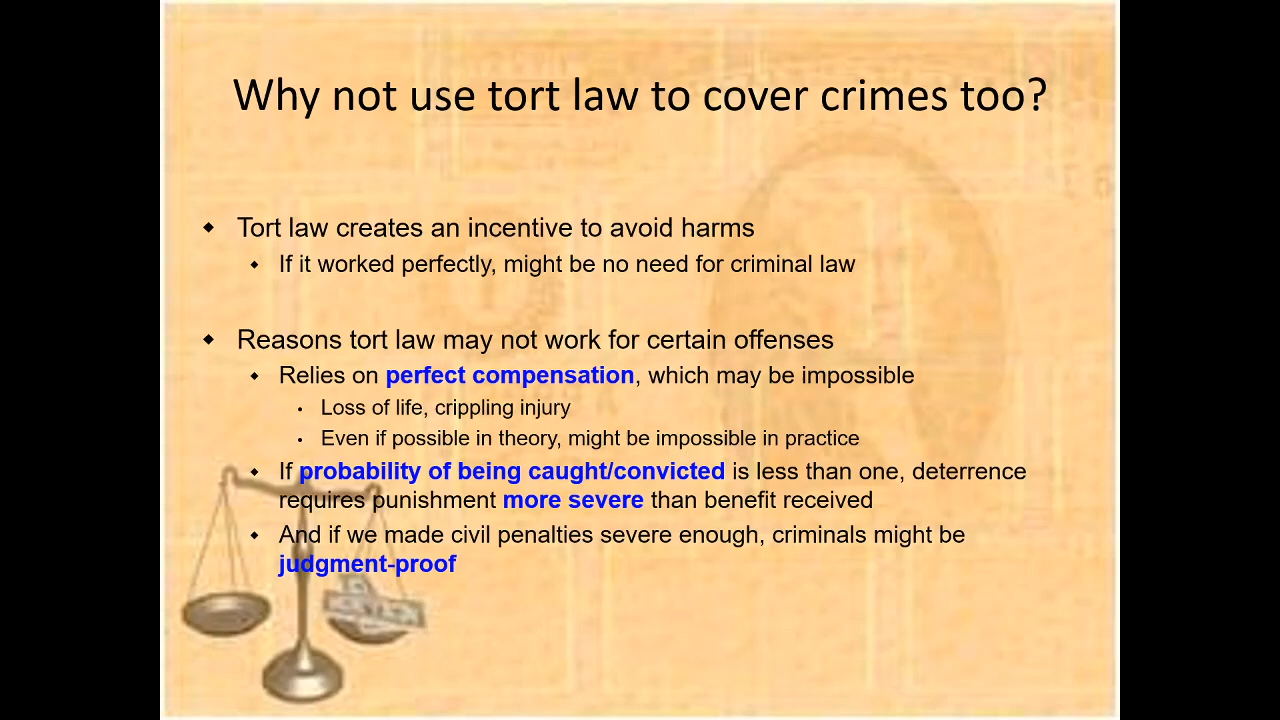 Why not use tort law to cover crimes too?
Tort law creates an incentive to avoid harms
If it worked perfectly, might be no need for criminal law
Reasons tort law may not work for certain offenses
Relies on perfect compensation, which may be impossible
Loss of life, crippling injury
Even if possible in theory, might be impossible in practice
If probability of being caught/convicted is less than one, deterrence
requires punishment more severe than benefit received
And if we made civil penalties severe enough, criminals might be
judgment-proof